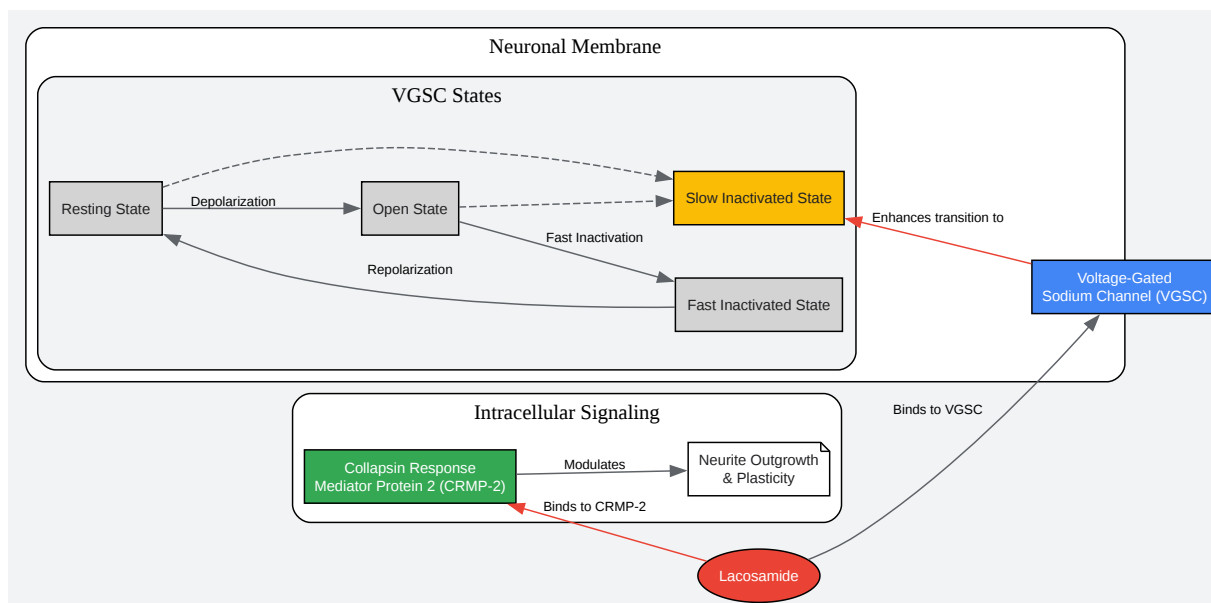 Neuronal Membrane
VGSC States
Resting State
Depolarization
Open State
Slow Inactivated State
Fast Inactivation
Repolarization
Fast Inactivated State
Enhances transition to
Voltage-Gated
Sodium Channel (VGSC)
Binds to VGSC
Intracellular Signaling
Collapsin Response
Mediator Protein 2 (CRMP-2)
Modulates
Neurite Outgrowth
& Plasticity
Binds to CRMP-2
Lacosamide